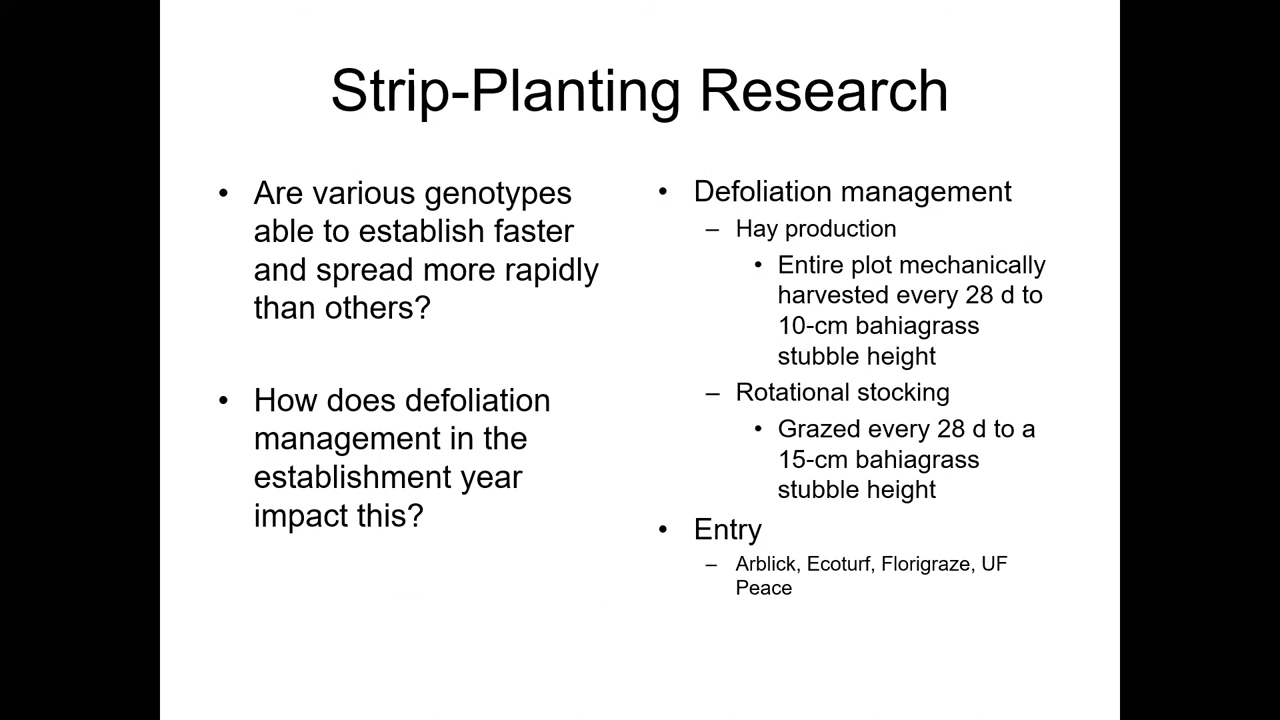 Strip-Planting Research
• Are various genotypes
able to establish faster
and spread more rapidly
than others?
• How does defoliation
management in the
establishment year
impact this?
• Defoliation management
– Hay production
• Entire plot mechanically
harvested every 28 d to
10-cm bahiagrass
stubble height
– Rotational stocking
• Grazed every 28 d to a
15-cm bahiagrass
stubble height
• Entry
– Arblick, Ecoturf, Florigraze, UF
Peace